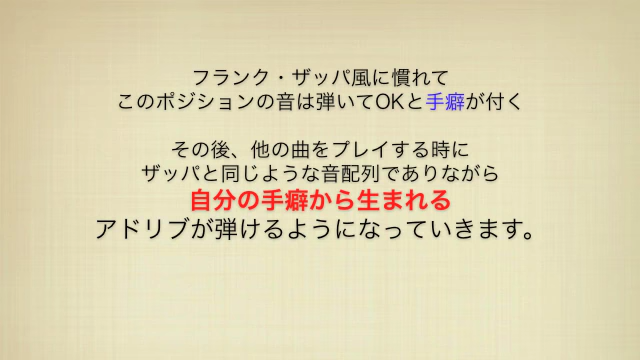 フランク・ザッパ風に慣れて
このポジションの音は弾いてOKと手癖が付く
その後、他の曲をプレイする時に
ザッパと同じような音配列でありながら
自分の手癖から生まれる
アドリブが弾けるようになっていきます。